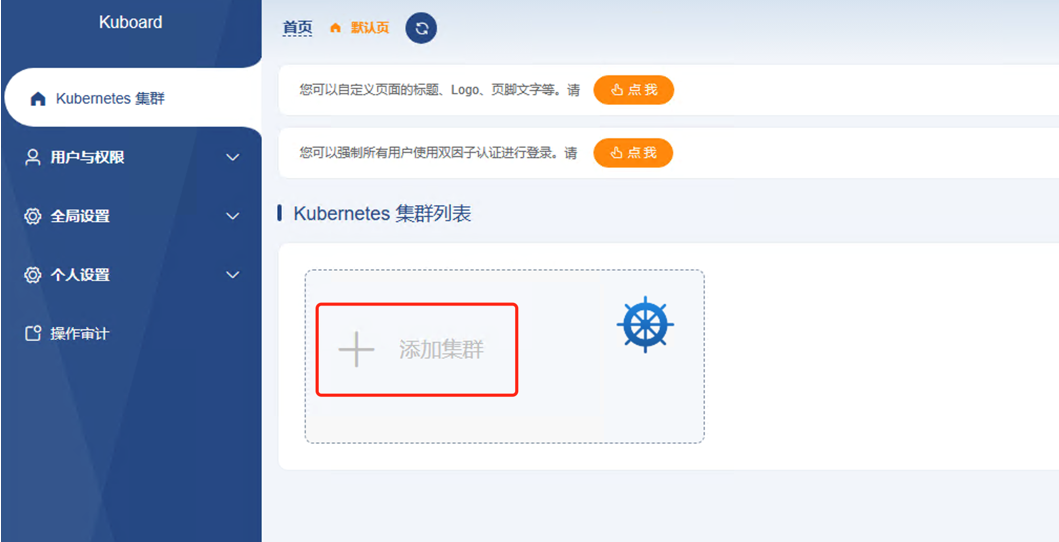 Kuboard
首页 默认页
Kubernetes 集群
用户与权限
全局设置
个人设置
操作审计
您可以自定义页面的标题、Logo、页脚文字等。请 点 我
您可以强制所有用户使用双因子认证进行登录。请 点 我
Kubernetes 集群列表
添加集群